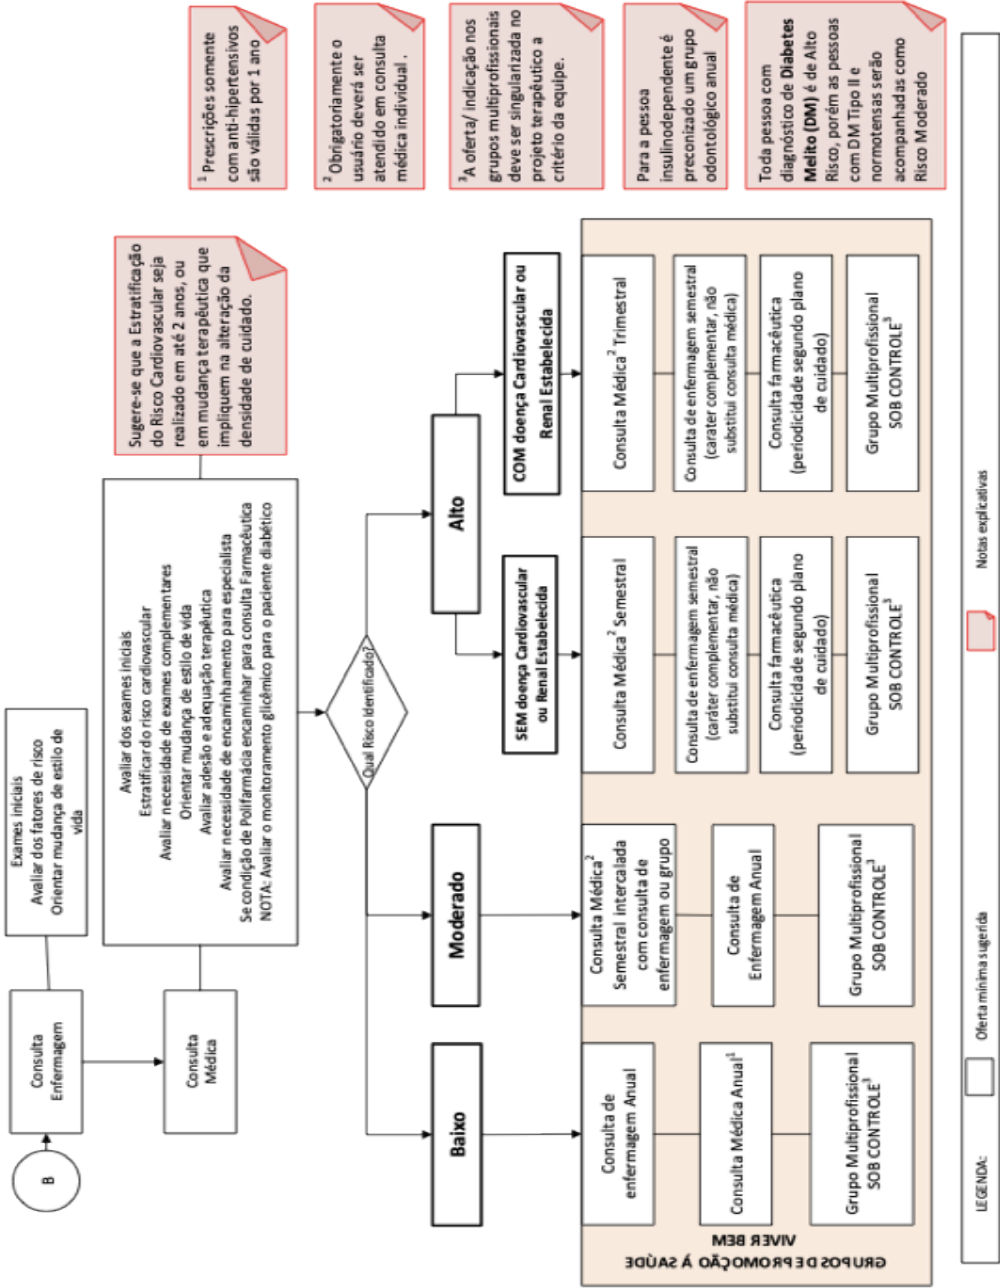 B
Consulta
Enfermagem
Exames iniciais
Avaliar dos fatores de risco
Orientar mudança de estilo de
vida
Consulta
Médica
Avaliar dos exames iniciais
Estratificar do risco cardiovascular
Avaliar necessidade de exames complementares
Orientar mudança de estilo de vida
Avaliar adesão e adequação terapêutica
Avaliar necessidade de encaminhamento para especialista
Se condição de Polifarmácia encaminhar para consulta Farmacêutica
NOTA: Avaliar o monitoramento glicêmico para o paciente diabético
Sugere-se que a Estratificação
do Risco Cardiovascular seja
realizado em até 2 anos, ou
em mudança terapêutica que
impliquem na alteração da
densidade de cuidado.
¹ Prescrições somente
com anti-hipertensivos
são válidas por 1 ano
² Obrigatoriamente o
usuário deverá ser
atendido em consulta
médica individual.
³A oferta/ indicação nos
grupos multiprofissionais
deve ser singularizada no
projeto terapêutico a
critério da equipe.
Para a pessoa
insulinodependente é
preconizado um grupo
odontológico anual
Toda pessoa com
diagnóstico de Diabetes
Melito (DM) é de Alto
Risco, porém as pessoas
com DM Tipo II e
normotensas serão
acompanhadas como
Risco Moderado
Qual Risco Identificado?
Baixo
Moderado
Alto
SEM doença Cardiovascular
ou Renal Estabelecida
COM doença Cardiovascular ou
Renal Estabelecida
GRUPOS DE PROMOÇÃO À SAÚDE
VIVER BEM
Consulta de
enfermagem Anual
Consulta Médica Anual¹
Grupo Multiprofissional
SOB CONTROLE³
Consulta Médica²
Semestral intercalada
com consulta de
enfermagem ou grupo
Consulta de
Enfermagem Anual
Grupo Multiprofissional
SOB CONTROLE³
Consulta Médica² Semestral
Consulta de enfermagem semestral
(caráter complementar, não
substitui consulta médica)
Consulta farmacêutica
(periodicidade segundo plano
de cuidado)
Grupo Multiprofissional
SOB CONTROLE³
Consulta Médica² Trimestral
Consulta de enfermagem semestral
(carater complementar, não
substitui consulta médica)
Consulta farmacêutica
(periodicidade segundo plano
de cuidado)
Grupo Multiprofissional
SOB CONTROLE³
LEGENDA:
Oferta mínima sugerida
Notas explicativas